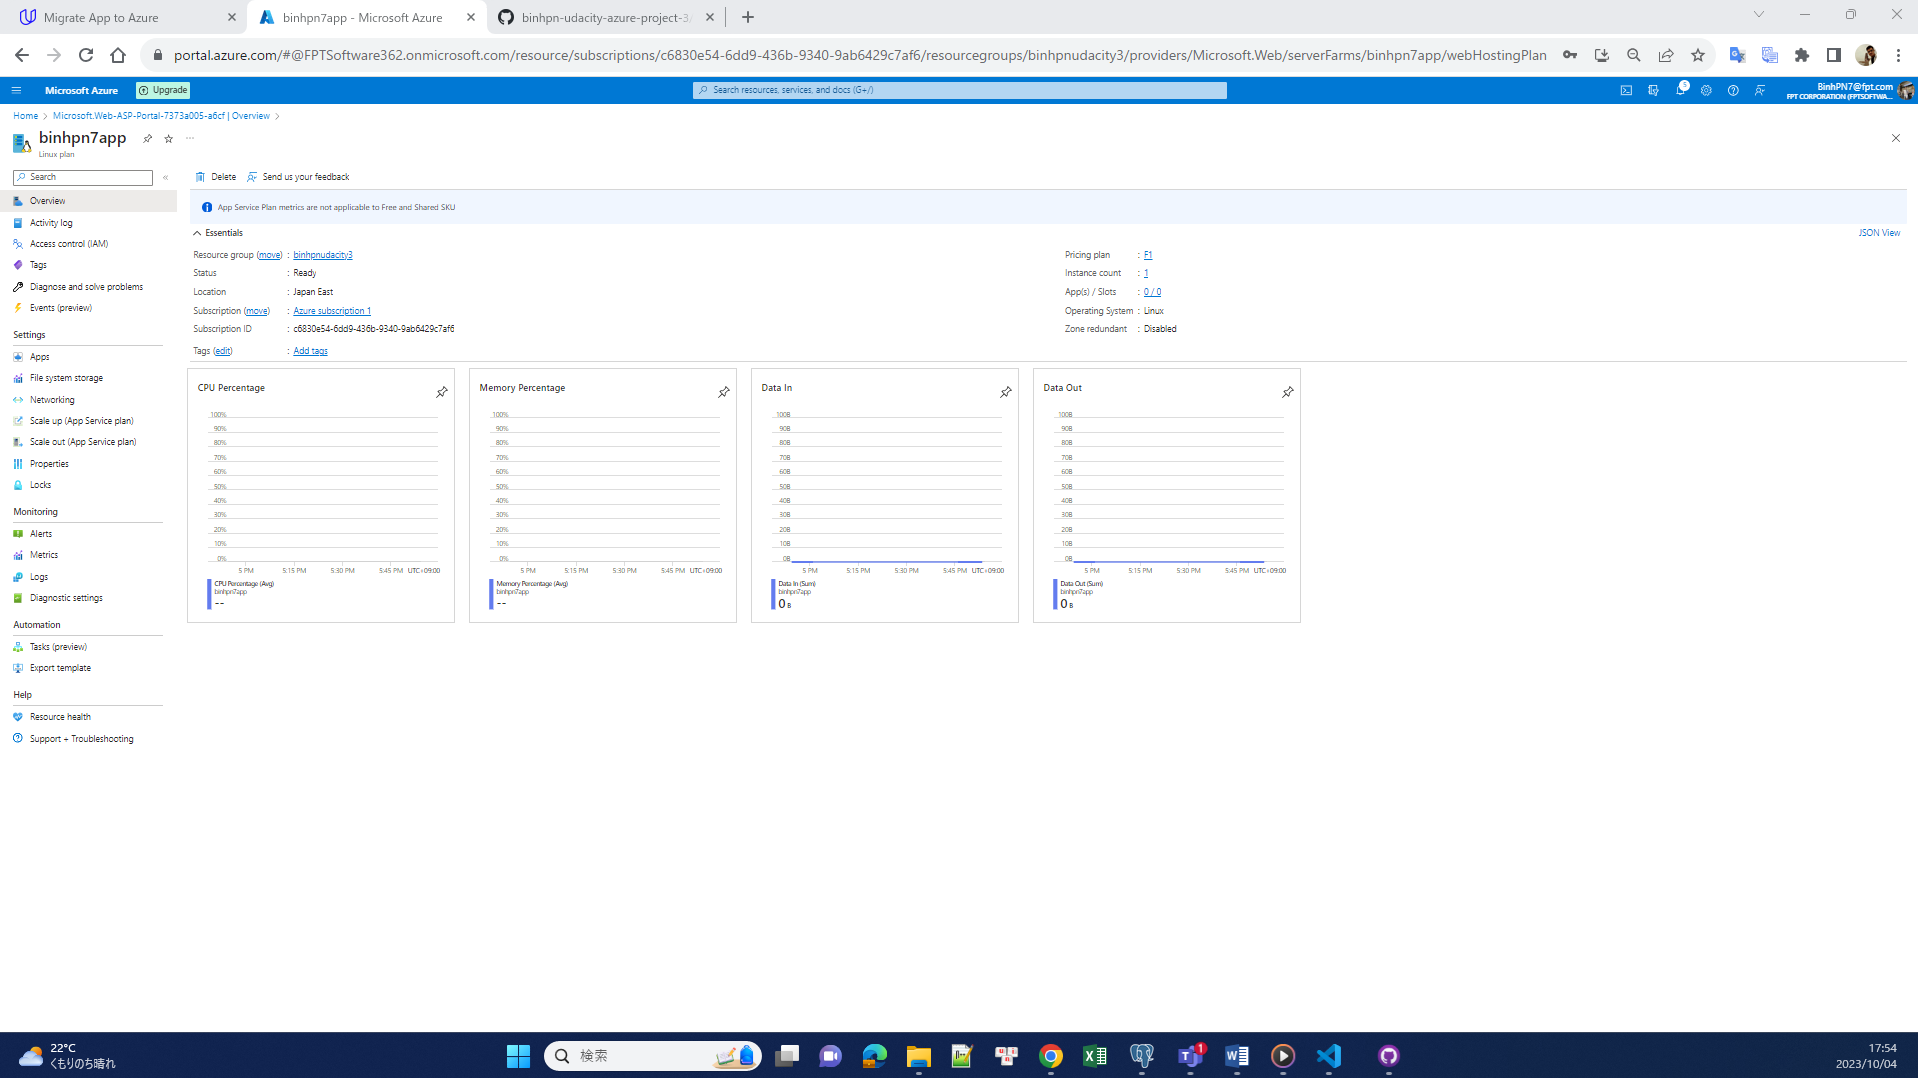 Migrate App to Azure
binhpn7app - Microsoft Azure
binhpn-udacity-azure-project-3/
portal.azure.com/#@FPTSoftware362.onmicrosoft.com/resource/subscriptions/c6830e54-6dd9-436b-9340-9ab6429c7af6/resourcegroups/binhpnudacity3/providers/Microsoft.Web/serverFarms/binhpn7app/webHostingPlan
Microsoft Azure
Upgrade
Search resources, services, and docs (G+/)
5
BinhPN7@fpt.com
FPT CORPORATION (FPTSOFTWA...
Home > Microsoft.Web-ASP-Portal-7373a005-a6cf | Overview >
binhpn7app
Linux plan
Search
Delete
Send us your feedback
Overview
Activity log
Access control (IAM)
Tags
Diagnose and solve problems
Events (preview)
Settings
Apps
File system storage
Networking
Scale up (App Service plan)
Scale out (App Service plan)
Properties
Locks
Monitoring
Alerts
Metrics
Logs
Diagnostic settings
Automation
Tasks (preview)
Export template
Help
Resource health
Support + Troubleshooting
App Service Plan metrics are not applicable to Free and Shared SKU
Essentials
JSON View
Resource group (move) : binhpnudacity3
Status : Ready
Location : Japan East
Subscription (move) : Azure subscription 1
Subscription ID : c6830e54-6dd9-436b-9340-9ab6429c7af6
Tags (edit) : Add tags
Pricing plan : F1
Instance count : 1
App(s) / Slots : 0 / 0
Operating System : Linux
Zone redundant : Disabled
CPU Percentage
100%
90%
80%
70%
60%
50%
40%
30%
20%
10%
0%
5 PM 5:15 PM 5:30 PM 5:45 PM UTC+09:00
CPU Percentage (Avg)
binhpn7app
--
Memory Percentage
100%
90%
80%
70%
60%
50%
40%
30%
20%
10%
0%
5 PM 5:15 PM 5:30 PM 5:45 PM UTC+09:00
Memory Percentage (Avg)
binhpn7app
--
Data In
100B
90B
80B
70B
60B
50B
40B
30B
20B
10B
0B
5 PM 5:15 PM 5:30 PM 5:45 PM UTC+09:00
Data In (Sum)
binhpn7app
0 B
Data Out
100B
90B
80B
70B
60B
50B
40B
30B
20B
10B
0B
5 PM 5:15 PM 5:30 PM 5:45 PM UTC+09:00
Data Out (Sum)
binhpn7app
0 B
22°C
くもりのち晴れ
検索
1
17:54
2023/10/04